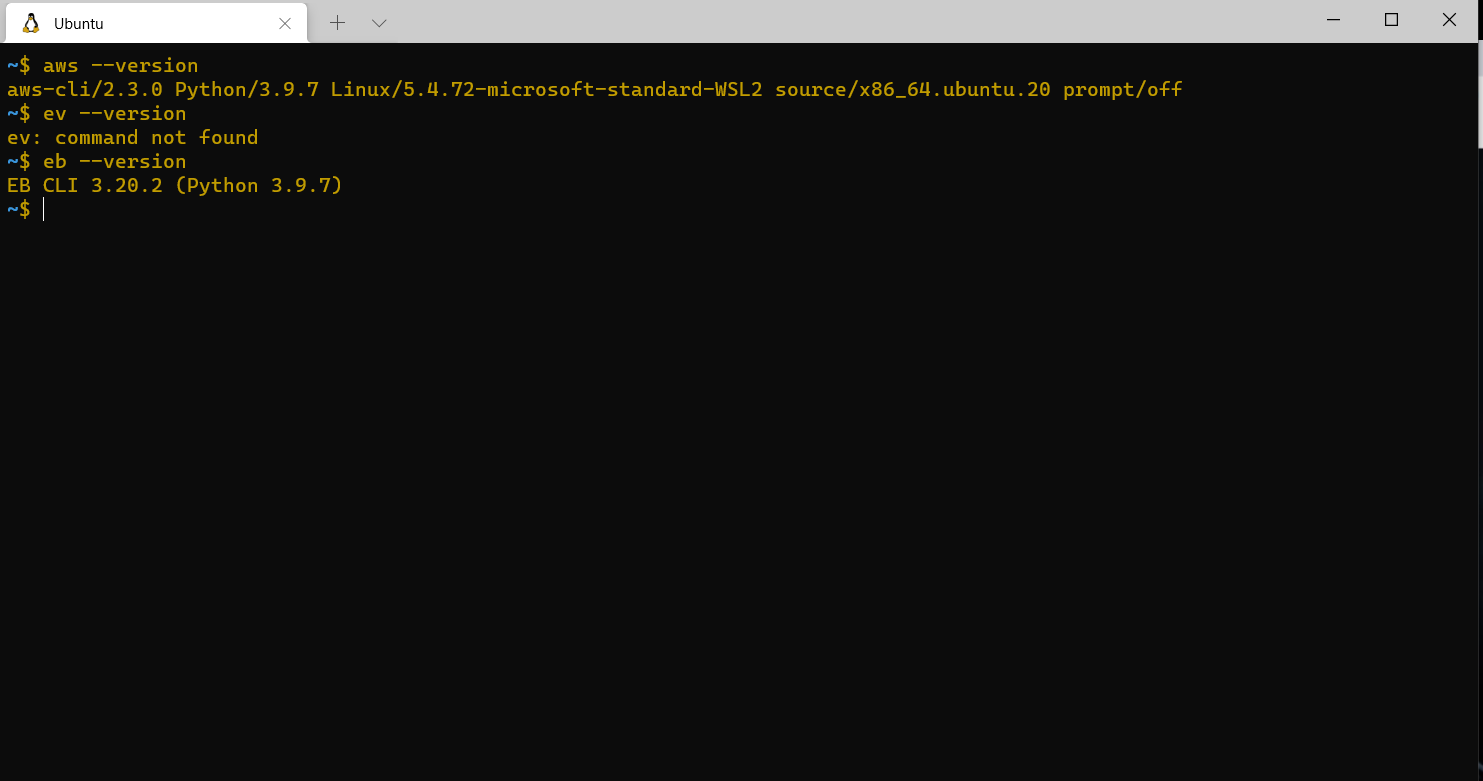 Ubuntu
~$ aws --version
aws-cli/2.3.0 Python/3.9.7 Linux/5.4.72-microsoft-standard-WSL2 source/x86_64.ubuntu.20 prompt/off
~$ ev --version
ev: command not found
~$ eb --version
EB CLI 3.20.2 (Python 3.9.7)
~$